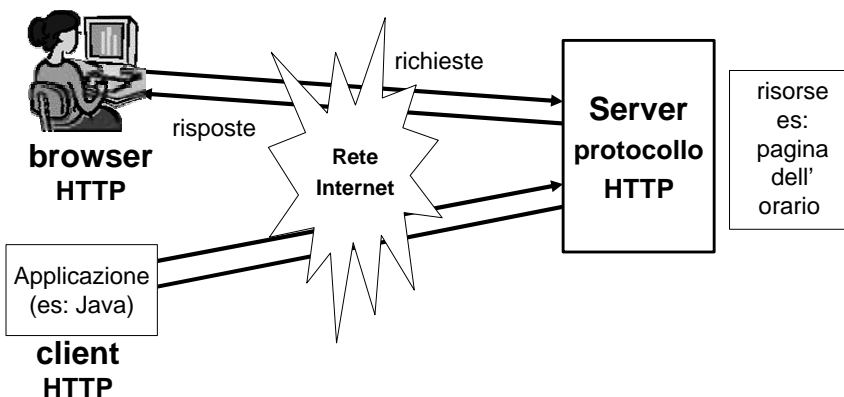 richieste
risposte
browser
HTTP
Rete
Internet
Server
protocollo
HTTP
risorse
es:
pagina
dell’
orario
Applicazione
(es: Java)
client
HTTP